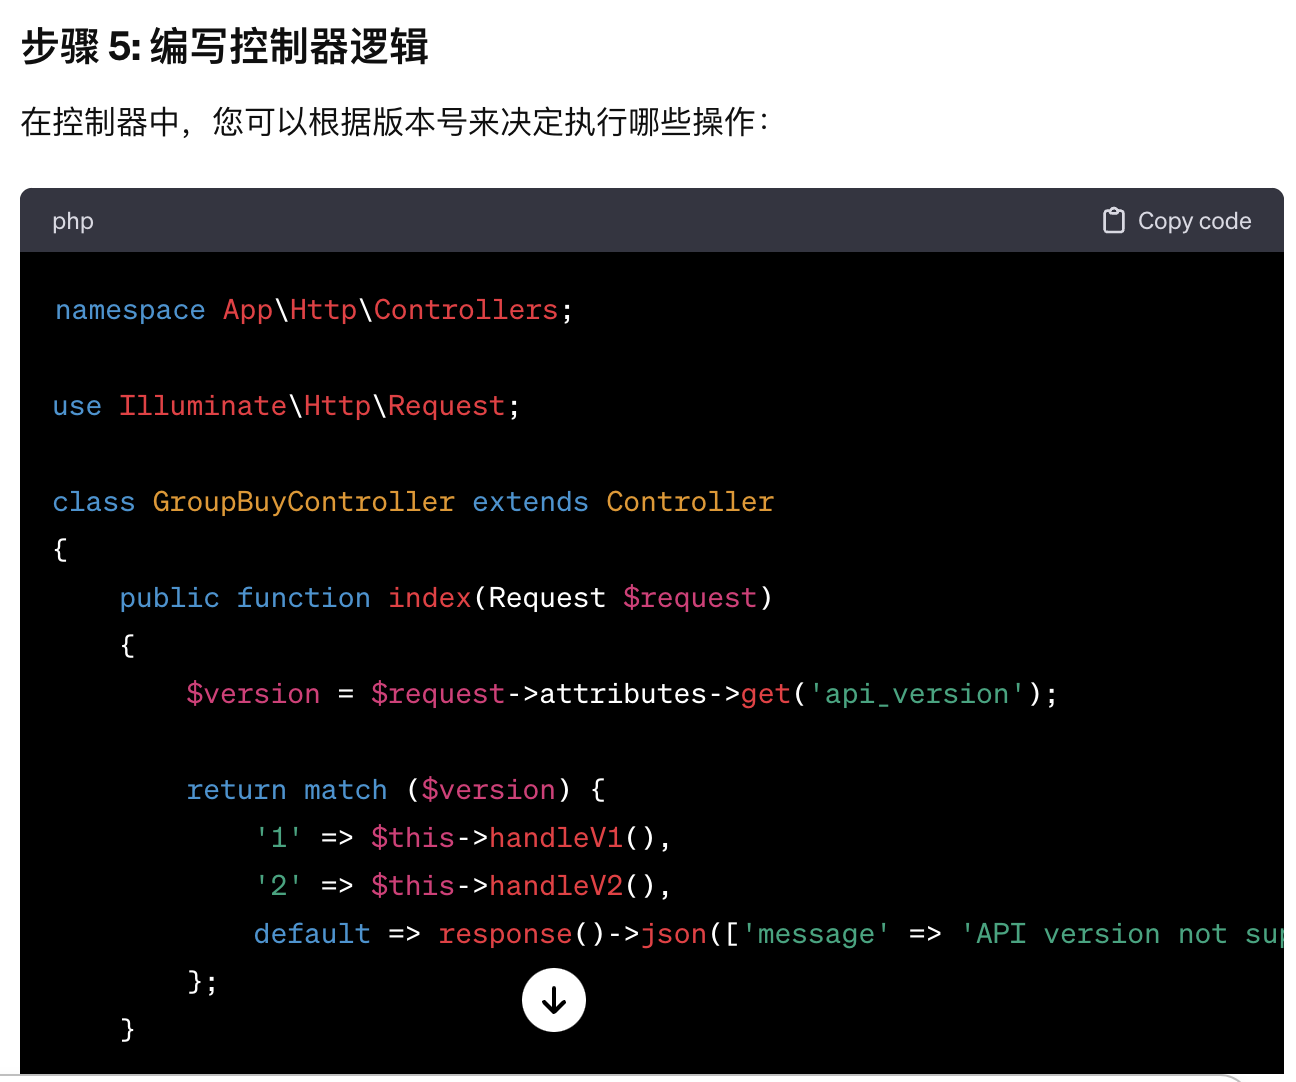 步骤 5: 编写控制器逻辑
在控制器中，您可以根据版本号来决定执行哪些操作：
php
Copy code
namespace App\Http\Controllers;
use Illuminate\Http\Request;
class GroupBuyController extends Controller
{
    public function index(Request $request)
    {
        $version = $request->attributes->get('api_version');
        return match ($version) {
            '1' => $this->handleV1(),
            '2' => $this->handleV2(),
            default => response()->json(['message' => 'API version not
        };
    }